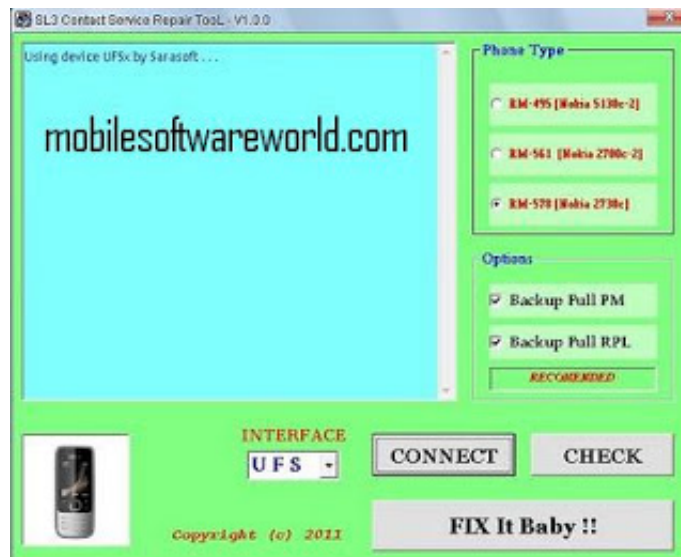 SL3 Contact Service Repair TooL - V1.0.0
Using device UFSx by Sarasoft . . .
mobilesoftwareworld.com
Phone Type
RM-495 [Nokia 5130c-2]
RM-561 [Nokia 2700c-2]
RM-578 [Nokia 2730c]
Options
Backup Full PM
Backup Full RPL
RECOMENDED
INTERFACE
UFS
CONNECT
CHECK
Copyright (c) 2011
FIX It Baby !!